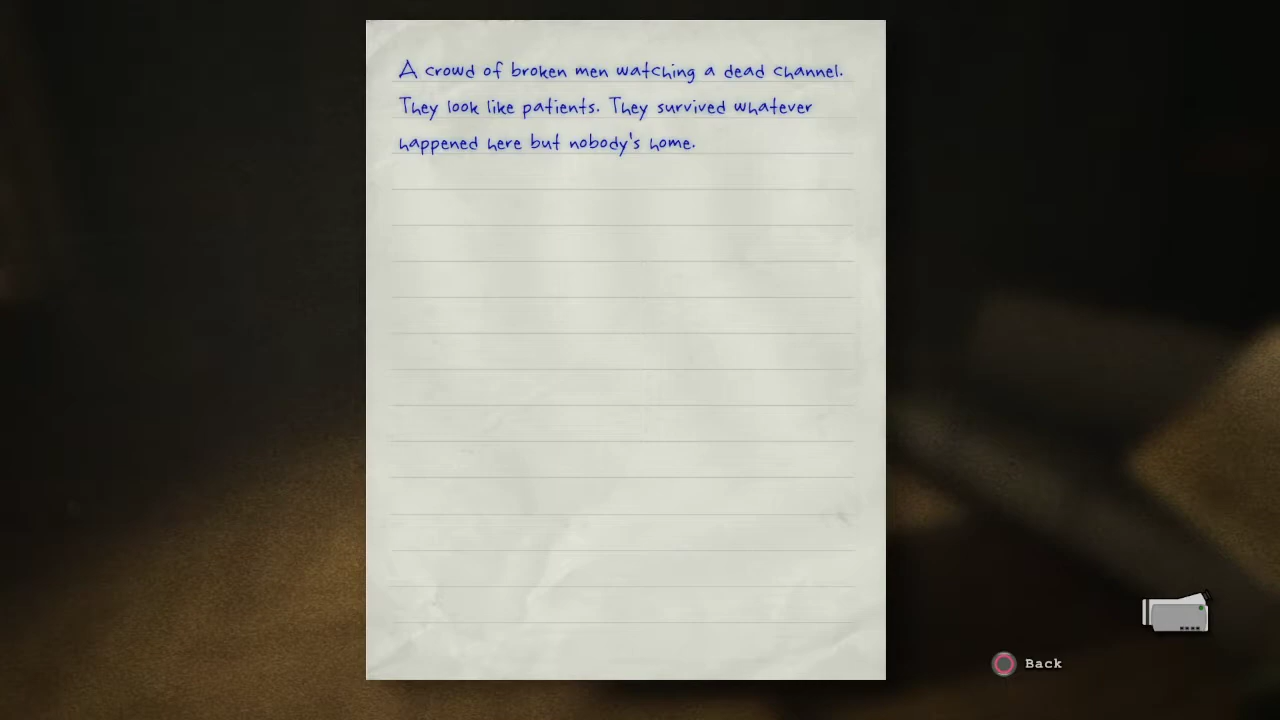 A crowd of broken men watching a dead channel.
They look like patients. They survived whatever
happened here but nobody's home.
Back